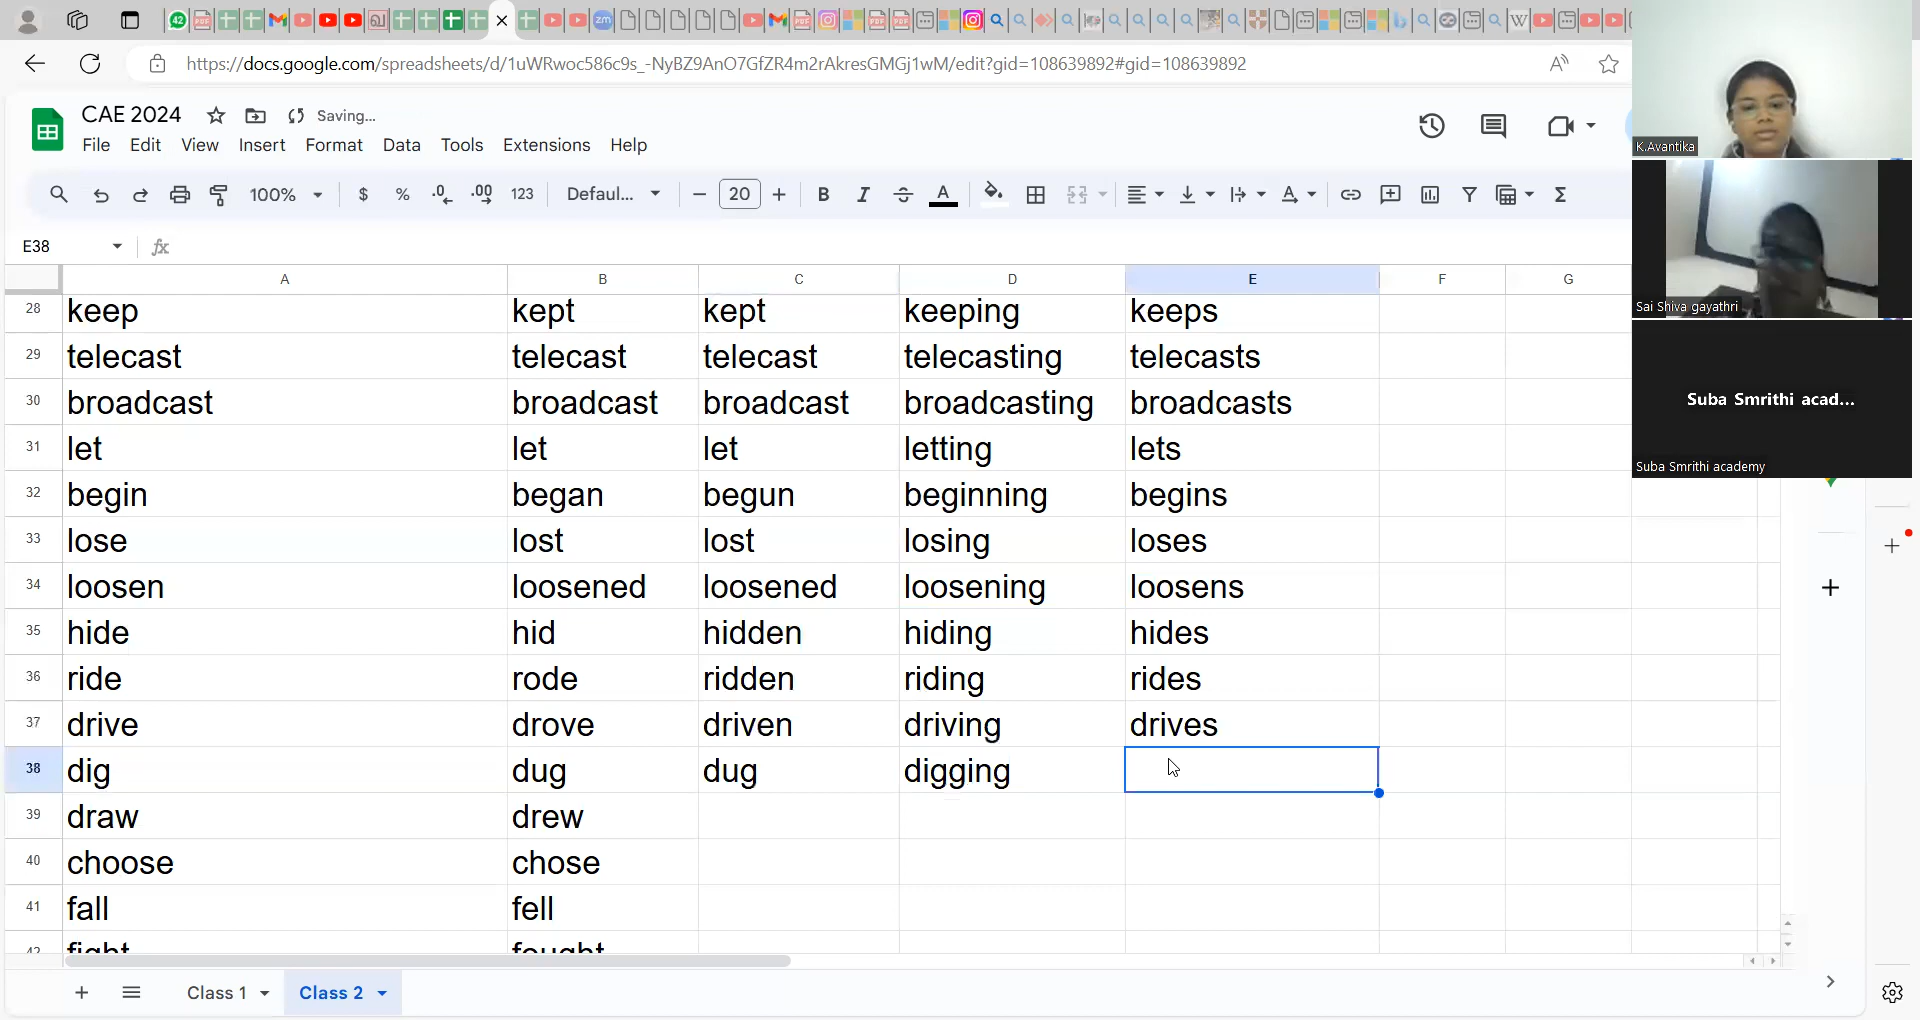 42
zm
W
https://docs.google.com/spreadsheets/d/1uWRwoc586c9s_-NyBZ9AnO7GfZR4m2rAkresGMGj1wM/edit?gid=108639892#gid=108639892
CAE 2024 Saving...
File Edit View Insert Format Data Tools Extensions Help
100% $ % .0 .00 123 Defaul... 20 B I S A
E38 fx
A B C D E F G
28 keep kept kept keeping keeps
29 telecast telecast telecast telecasting telecasts
30 broadcast broadcast broadcast broadcasting broadcasts
31 let let let letting lets
32 begin began begun beginning begins
33 lose lost lost losing loses
34 loosen loosened loosened loosening loosens
35 hide hid hidden hiding hides
36 ride rode ridden riding rides
37 drive drove driven driving drives
38 dig dug dug digging
39 draw drew
40 choose chose
41 fall fell
42 fight fought
Class 1 Class 2
K.Avantika
Sai Shiva gayathri
Suba Smrithi acad...
Suba Smrithi academy